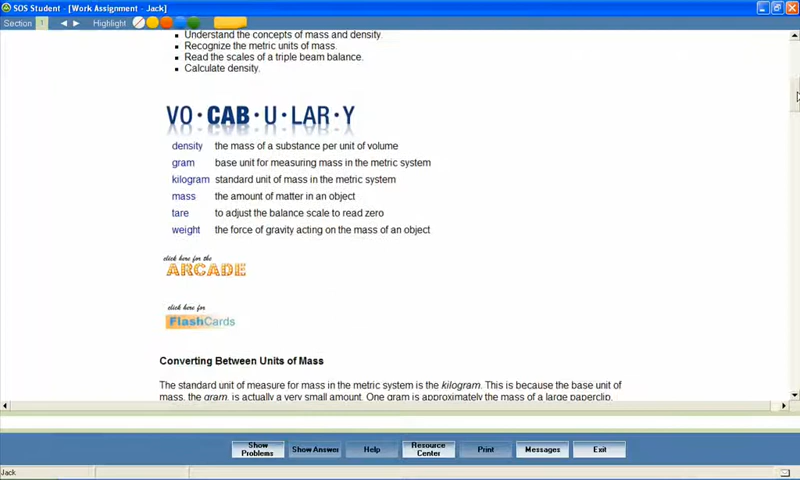 SOS Student - [Work Assignment - Jack]
Section 1 Highlight
Understand the concepts of mass and density.
Recognize the metric units of mass.
Read the scales of a triple beam balance.
Calculate density.
VO·CAB·U·LAR·Y
density the mass of a substance per unit of volume
gram base unit for measuring mass in the metric system
kilogram standard unit of mass in the metric system
mass the amount of matter in an object
tare to adjust the balance scale to read zero
weight the force of gravity acting on the mass of an object
click here for the
ARCADE
click here for
FlashCards
Converting Between Units of Mass
The standard unit of measure for mass in the metric system is the kilogram. This is because the base unit of
mass, the gram, is actually a very small amount. One gram is approximately the mass of a large paperclip.
Show Problems Show Answer Help Resource Center Print Messages Exit
Jack